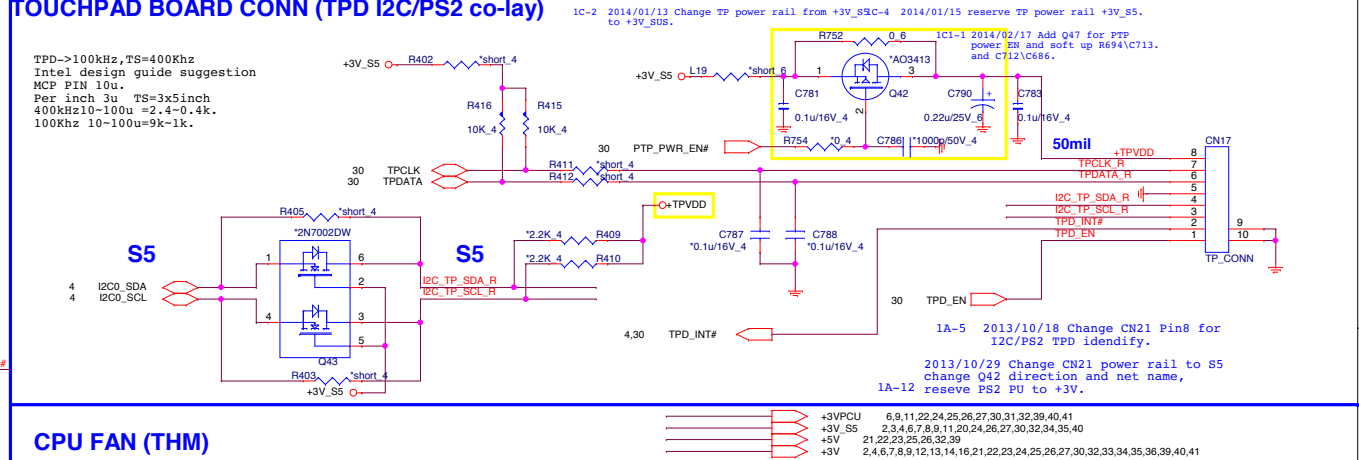 TOUCHPAD BOARD CONN (TPD I2C/PS2 co-lay)
1C-2 2014/01/13 Change TP power rail from +3V_S5
to +3V_SUS.
1C-4 2014/01/15 reserve TP power rail +3V_S5.
1C1-1 2014/02/17 Add Q47 for PTP
power EN and soft up R694\C713.
and C712\C686.
TPD->100kHz,TS=400Khz
Intel design guide suggestion
MCP PIN 10u.
Per inch 3u TS=3x5inch
400kHz10~100u =2.4~0.4k.
100Khz 10~100u=9k~1k.
+3V_S5
R402
*short_4
R416
R415
10K_4
10K_4
+3V_S5
L19
*short_6
R752
0_6
*AO3413
1
3
Q42
2
C781
0.1u/16V_4
C790
+
0.22u/25V_6
C783
0.1u/16V_4
30 PTP_PWR_EN#
R754
*0_4
C786
*1000p/50V_4
50mil
30 TPCLK
30 TPDATA
R411
*short_4
R412
*short_4
CN17
+TPVDD 8
TPCLK_R 7
TPDATA_R 6
5
I2C_TP_SDA_R 4
I2C_TP_SCL_R 3
TPD_INT# 2
TPD_EN 1
9
10
TP_CONN
R405
*short_4
*2N7002DW
S5
S5
1
6
2
4
3
5
Q43
4 I2C0_SDA
4 I2C0_SCL
R403
*short_4
+3V_S5
+TPVDD
*2.2K_4 R409
*2.2K_4 R410
I2C_TP_SDA_R
I2C_TP_SCL_R
C787
*0.1u/16V_4
C788
*0.1u/16V_4
30 TPD_EN
4,30 TPD_INT#
1A-5 2013/10/18 Change CN21 Pin8 for
I2C/PS2 TPD idendify.
2013/10/29 Change CN21 power rail to S5
change Q42 direction and net name,
1A-12 reseve PS2 PU to +3V.
#
CPU FAN (THM)
+3VPCU 6,9,11,22,24,25,26,27,30,31,32,39,40,41
+3V_S5 2,3,4,6,7,8,9,11,20,24,26,27,30,32,34,35,40
+5V 21,22,23,25,26,32,39
+3V 2,4,6,7,8,9,12,13,14,16,21,22,23,24,25,26,27,30,32,33,34,35,36,39,40,41